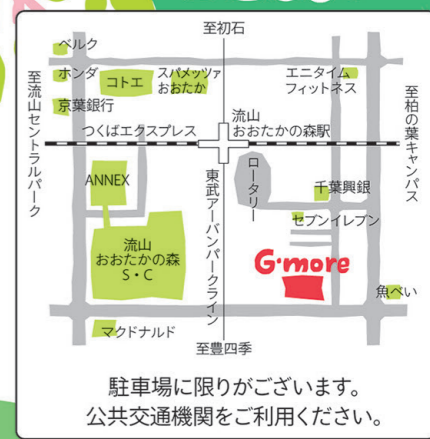 至初石
ベルク
ホンダ
コトエ
スパメッツァ
おおたか
エニタイム
フィットネス
京葉銀行
至流山セントラルパーク
つくばエクスプレス
流山
おおたかの森駅
至柏の葉キャンパス
ANNEX
東武アーバンパークライン
ロータリー
千葉興銀
セブンイレブン
流山
おおたかの森
S・C
G・more
魚べい
マクドナルド
至豊四季
駐車場に限りがございます。
公共交通機関をご利用ください。